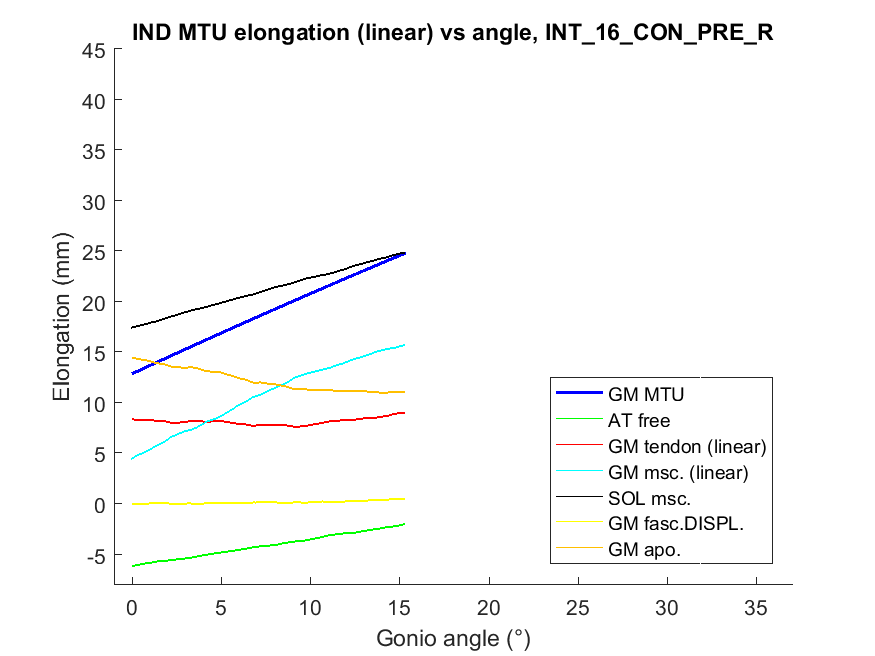 IND MTU elongation (linear) vs angle, INT_16_CON_PRE_R
45
40
35
30
25
20
15
10
5
0
-5
Elongation (mm)
0 5 10 15 20 25 30 35
Gonio angle (°)
GM MTU
AT free
GM tendon (linear)
GM msc. (linear)
SOL msc.
GM fasc.DISPL.
GM apo.